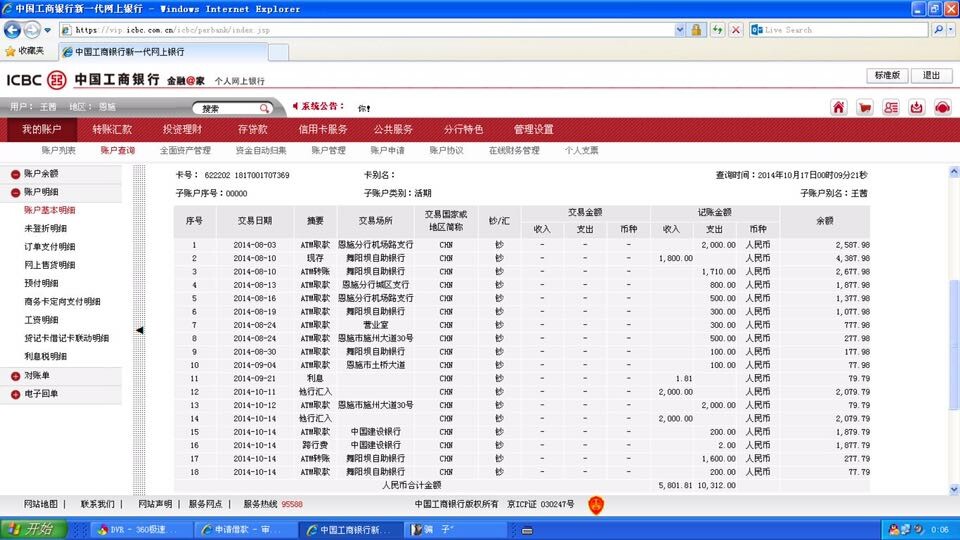 中国工商银行新一代网上银行 - Windows Internet Explorer
https://vip.icbc.com.cn/icbc/perbank/index.jsp
Live Search
收藏夹 中国工商银行新一代网上银行
ICBC 中国工商银行 金融@家 个人网上银行 标准版 退出
用户： 王茜 地区： 恩施 搜索 系统公告： 你!
我的账户 转账汇款 投资理财 存贷款 信用卡服务 公共服务 分行特色 管理设置
账户列表 账户查询 全面资产管理 资金自动归集 账户管理 账户申请 账户协议 在线财务管理 个人支票
账户余额
账户明细
账户基本明细
未登折明细
订单支付明细
网上售货明细
预付明细
商务卡定向支付明细
工资明细
贷记卡借记卡联动明细
利息税明细
对账单
电子回单
卡号： 622202 1817001707369 卡别名： 查询时间：2014年10月17日00时09分21秒
子账户序号：00000 子账户类别：活期 子账户别名：王茜
序号 交易日期 摘要 交易场所 交易国家或地区简称 钞/汇 交易金额 记账金额 余额
收入 支出 币种 收入 支出 币种
1 2014-08-03 ATM取款 恩施分行机场路支行 CHN 钞 - - - 2,000.00 人民币 2,587.98
2 2014-08-10 现存 舞阳坝自助银行 CHN 钞 - - - 1,800.00 人民币 4,387.98
3 2014-08-10 ATM转账 舞阳坝自助银行 CHN 钞 - - - 1,710.00 人民币 2,677.98
4 2014-08-13 ATM取款 恩施分行城区支行 CHN 钞 - - - 800.00 人民币 1,877.98
5 2014-08-16 ATM取款 恩施分行机场路支行 CHN 钞 - - - 500.00 人民币 1,377.98
6 2014-08-19 ATM取款 舞阳坝自助银行 CHN 钞 - - - 300.00 人民币 1,077.98
7 2014-08-24 ATM取款 营业室 CHN 钞 - - - 300.00 人民币 777.98
8 2014-08-24 ATM取款 恩施市施州大道30号 CHN 钞 - - - 500.00 人民币 277.98
9 2014-08-30 ATM取款 舞阳坝自助银行 CHN 钞 - - - 100.00 人民币 177.98
10 2014-09-04 ATM取款 恩施市土桥大道 CHN 钞 - - - 100.00 人民币 77.98
11 2014-09-21 利息 CHN 钞 - - - 1.81 人民币 79.79
12 2014-10-11 他行汇入 CHN 钞 - - - 2,000.00 人民币 2,079.79
13 2014-10-12 ATM取款 恩施市施州大道30号 CHN 钞 - - - 2,000.00 人民币 79.79
14 2014-10-14 他行汇入 CHN 钞 - - - 2,000.00 人民币 2,079.79
15 2014-10-14 ATM取款 中国建设银行 CHN 钞 - - - 200.00 人民币 1,879.79
16 2014-10-14 跨行费 中国建设银行 CHN 钞 - - - 2.00 人民币 1,877.79
17 2014-10-14 ATM转账 舞阳坝自助银行 CHN 钞 - - - 1,600.00 人民币 277.79
18 2014-10-14 ATM取款 舞阳坝自助银行 CHN 钞 - - - 200.00 人民币 77.79
人民币合计金额 5,801.81 10,312.00
网站地图 | 联系我们 | 网站声明 | 服务网点 | 服务热线 95588 中国工商银行版权所有 京ICP证 030247号
开始 DVR - 360极速... 申请借款 - 审... 中国工商银行新... 骗 子" 0:06